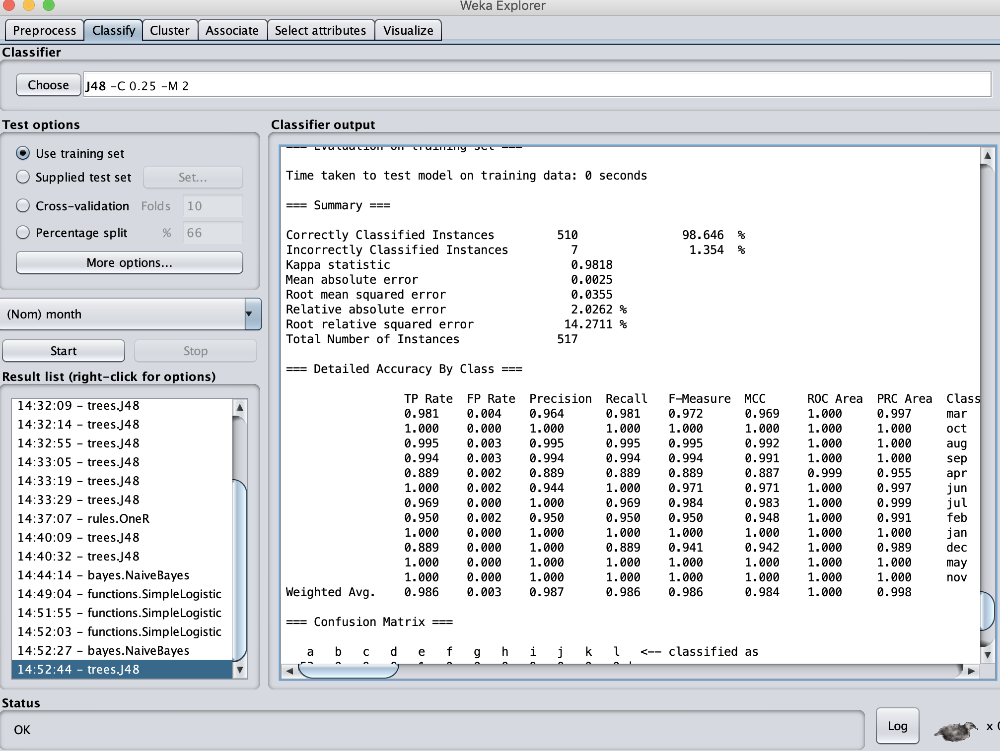 Weka Explorer
Preprocess Classify Cluster Associate Select attributes Visualize
Classifier
Choose J48 -C 0.25 -M 2
Test options
Use training set
Supplied test set Set...
Cross-validation Folds 10
Percentage split % 66
More options...
(Nom) month
Start Stop
Result list (right-click for options)
14:32:09 - trees.J48
14:32:14 - trees.J48
14:32:55 - trees.J48
14:33:05 - trees.J48
14:33:19 - trees.J48
14:33:29 - trees.J48
14:37:07 - rules.OneR
14:40:09 - trees.J48
14:40:32 - trees.J48
14:44:14 - bayes.NaiveBayes
14:49:04 - functions.SimpleLogistic
14:51:55 - functions.SimpleLogistic
14:52:03 - functions.SimpleLogistic
14:52:27 - bayes.NaiveBayes
14:52:44 - trees.J48
Classifier output
=== Evaluation on training set ===
Time taken to test model on training data: 0 seconds
=== Summary ===
Correctly Classified Instances 510 98.646 %
Incorrectly Classified Instances 7 1.354 %
Kappa statistic 0.9818
Mean absolute error 0.0025
Root mean squared error 0.0355
Relative absolute error 2.0262 %
Root relative squared error 14.2711 %
Total Number of Instances 517
=== Detailed Accuracy By Class ===
TP Rate FP Rate Precision Recall F-Measure MCC ROC Area PRC Area Class
0.981 0.004 0.964 0.981 0.972 0.969 1.000 0.997 mar
1.000 0.000 1.000 1.000 1.000 1.000 1.000 1.000 oct
0.995 0.003 0.995 0.995 0.995 0.992 1.000 1.000 aug
0.994 0.003 0.994 0.994 0.994 0.991 1.000 1.000 sep
0.889 0.002 0.889 0.889 0.889 0.887 0.999 0.955 apr
1.000 0.002 0.944 1.000 0.971 0.971 1.000 0.997 jun
0.969 0.000 1.000 0.969 0.984 0.983 1.000 0.999 jul
0.950 0.002 0.950 0.950 0.950 0.948 1.000 0.991 feb
1.000 0.000 1.000 1.000 1.000 1.000 1.000 1.000 jan
0.889 0.000 1.000 0.889 0.941 0.942 1.000 0.989 dec
1.000 0.000 1.000 1.000 1.000 1.000 1.000 1.000 may
1.000 0.000 1.000 1.000 1.000 1.000 1.000 1.000 nov
Weighted Avg. 0.986 0.003 0.987 0.986 0.986 0.984 1.000 0.998
=== Confusion Matrix ===
a b c d e f g h i j k l <-- classified as
Status
OK
Log x